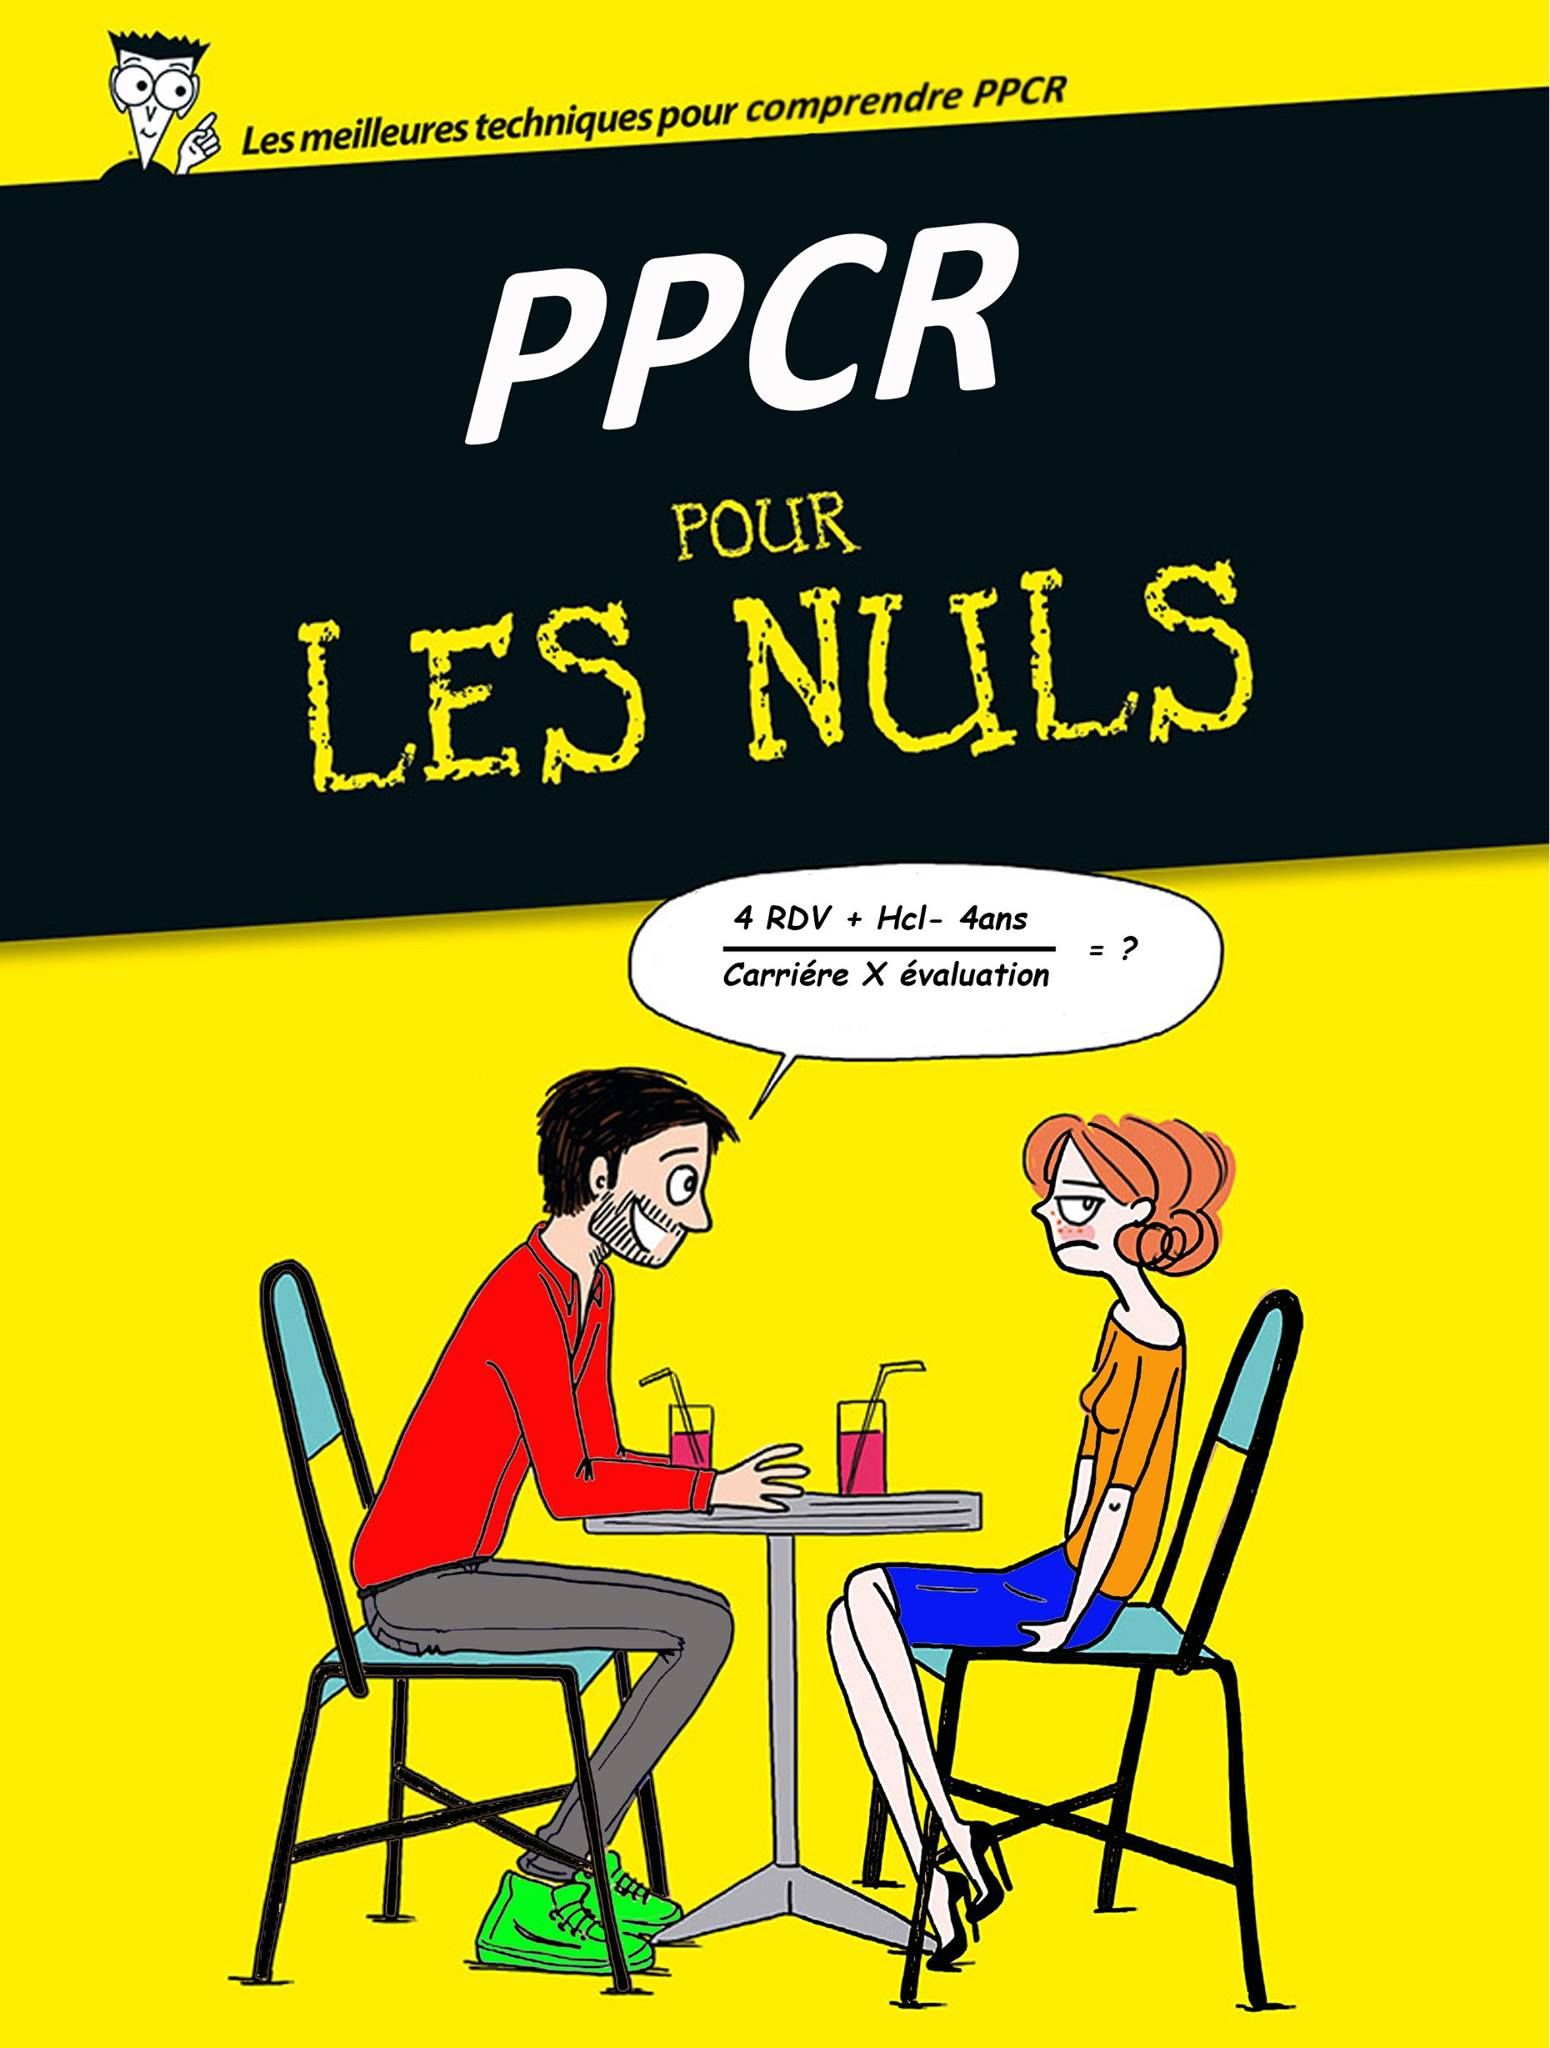 Les meilleures techniques pour comprendre PPCR
PPCR
POUR
LES NULS
4 RDV + Hcl- 4ans
= ?
Carriére X évaluation